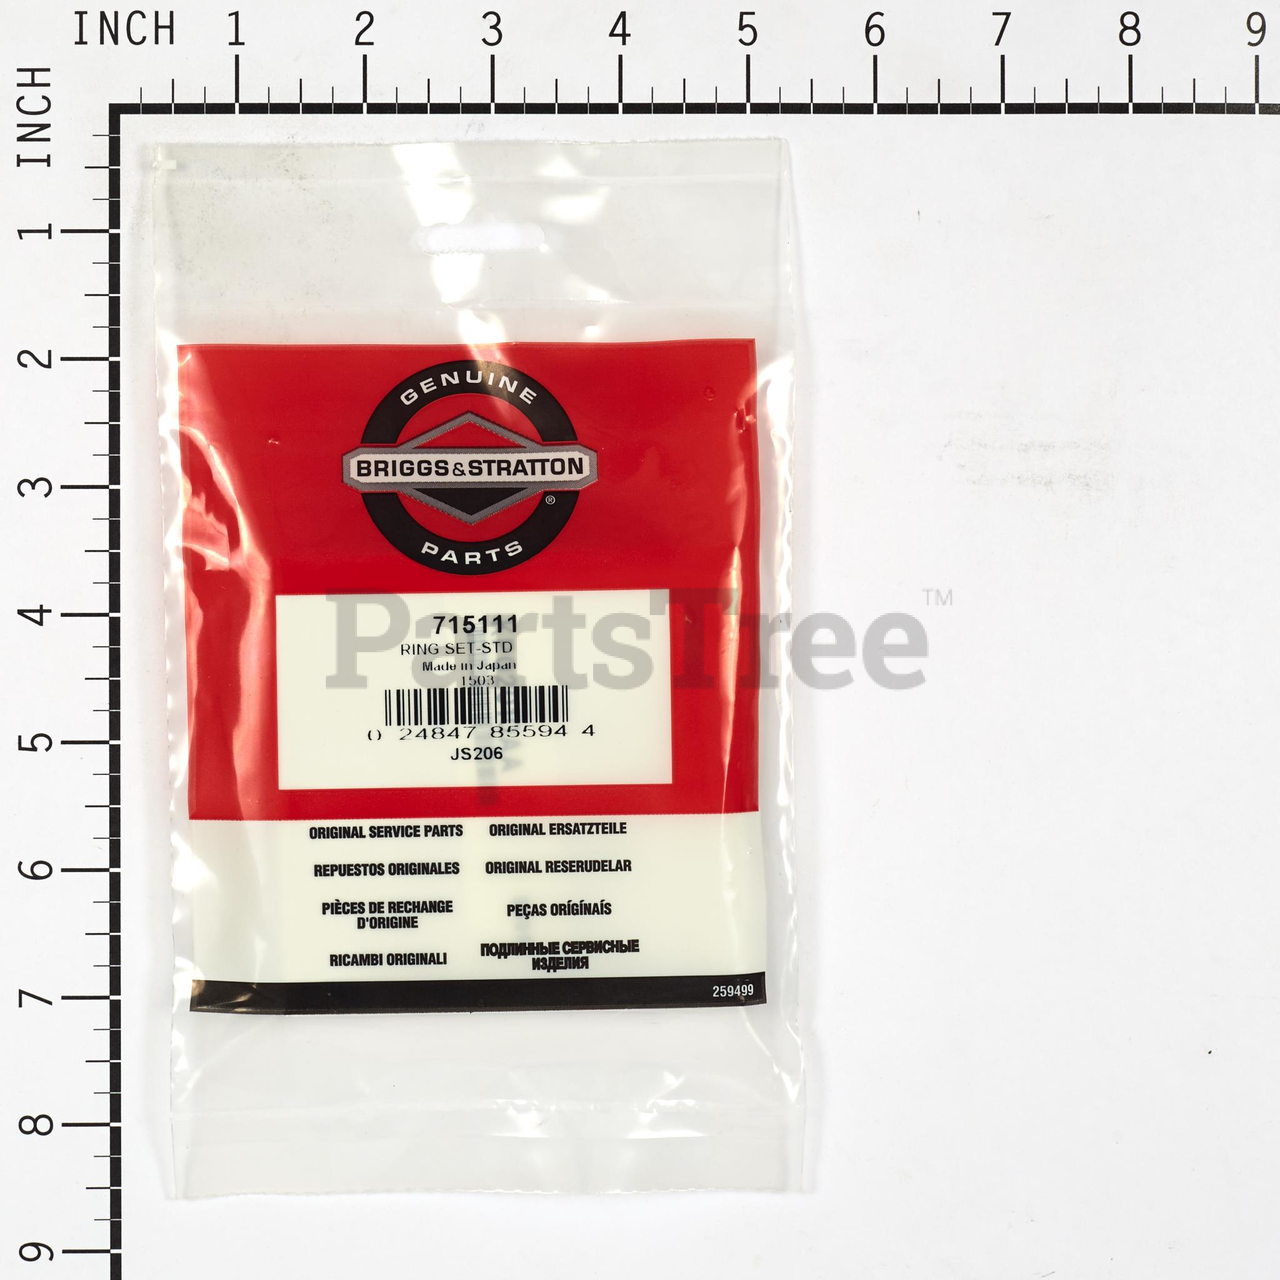 INCH 1 2 3 4 5 6 7 8 9
INCH 1 2 3 4 5 6 7 8 9
GENUINE
BRIGGS&STRATTON
®
PARTS
PartsTree™
715111
RING SET-STD
Made in Japan
1503
0 24847 85594 4
JS206
ORIGINAL SERVICE PARTS
ORIGINAL ERSATZTEILE
REPUESTOS ORIGINALES
ORIGINAL RESERUDELAR
PIÈCES DE RECHANGE
D'ORIGINE
PEÇAS ORÍGÍNAÍS
RICAMBI ORIGINALI
ПОДЛИННЫЕ СЕРВИСНЫЕ
ИЗДЕЛИЯ
259499